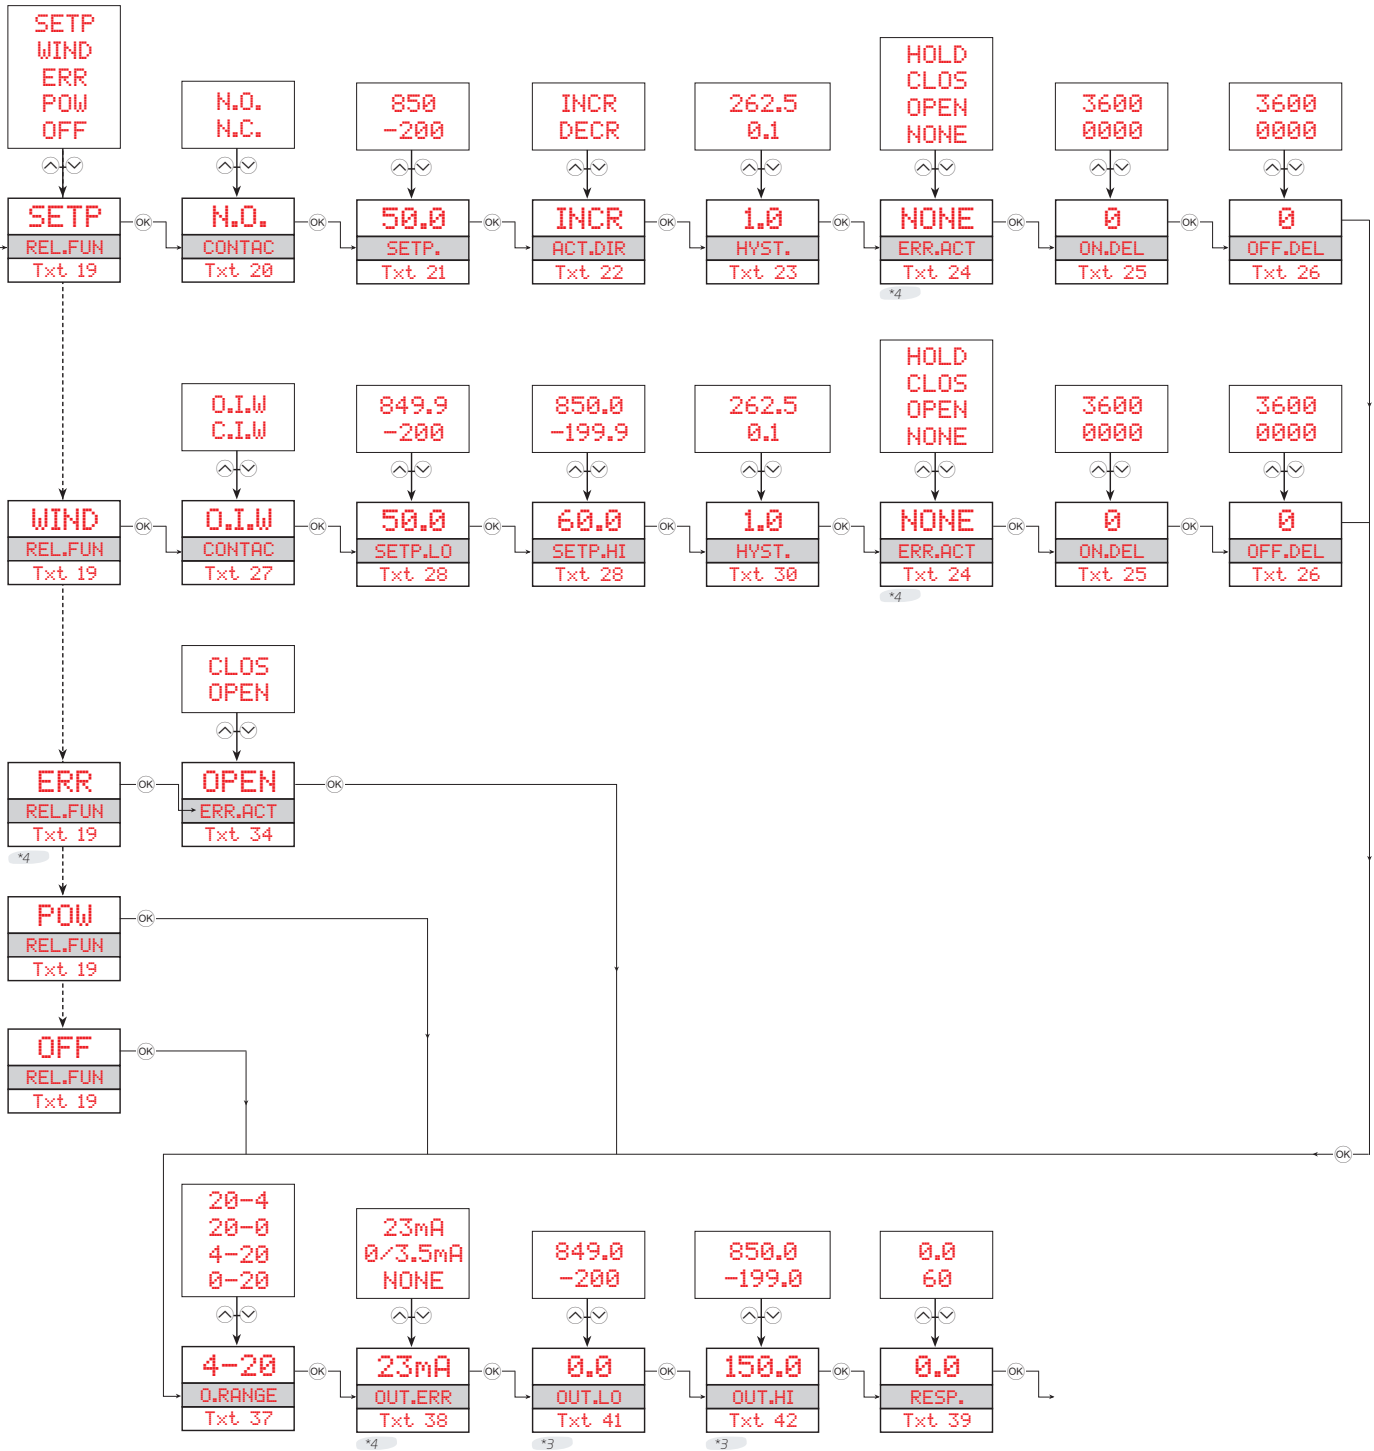 SETP
WIND
ERR
POW
OFF
N.O.
N.C.
850
-200
INCR
DECR
262.5
0.1
HOLD
CLOS
OPEN
NONE
3600
0000
3600
0000
SETP
REL.FUN
Txt 19
OK
N.O.
CONTAC
Txt 20
OK
50.0
SETP.
Txt 21
OK
INCR
ACT.DIR
Txt 22
OK
1.0
HYST.
Txt 23
OK
NONE
ERR.ACT
Txt 24
*4
OK
0
ON.DEL
Txt 25
OK
0
OFF.DEL
Txt 26
O.I.W
C.I.W
849.9
-200
850.0
-199.9
262.5
0.1
HOLD
CLOS
OPEN
NONE
3600
0000
3600
0000
WIND
REL.FUN
Txt 19
OK
O.I.W
CONTAC
Txt 27
OK
50.0
SETP.LO
Txt 28
OK
60.0
SETP.HI
Txt 28
OK
1.0
HYST.
Txt 30
OK
NONE
ERR.ACT
Txt 24
*4
OK
0
ON.DEL
Txt 25
OK
0
OFF.DEL
Txt 26
CLOS
OPEN
ERR
REL.FUN
Txt 19
*4
OK
OPEN
ERR.ACT
Txt 34
OK
POW
REL.FUN
Txt 19
OK
OFF
REL.FUN
Txt 19
OK
OK
20-4
20-0
4-20
0-20
23mA
0/3.5mA
NONE
849.0
-200
850.0
-199.0
0.0
60
4-20
O.RANGE
Txt 37
OK
23mA
OUT.ERR
Txt 38
*4
OK
0.0
OUT.LO
Txt 41
*3
OK
150.0
OUT.HI
Txt 42
*3
OK
0.0
RESP.
Txt 39
OK